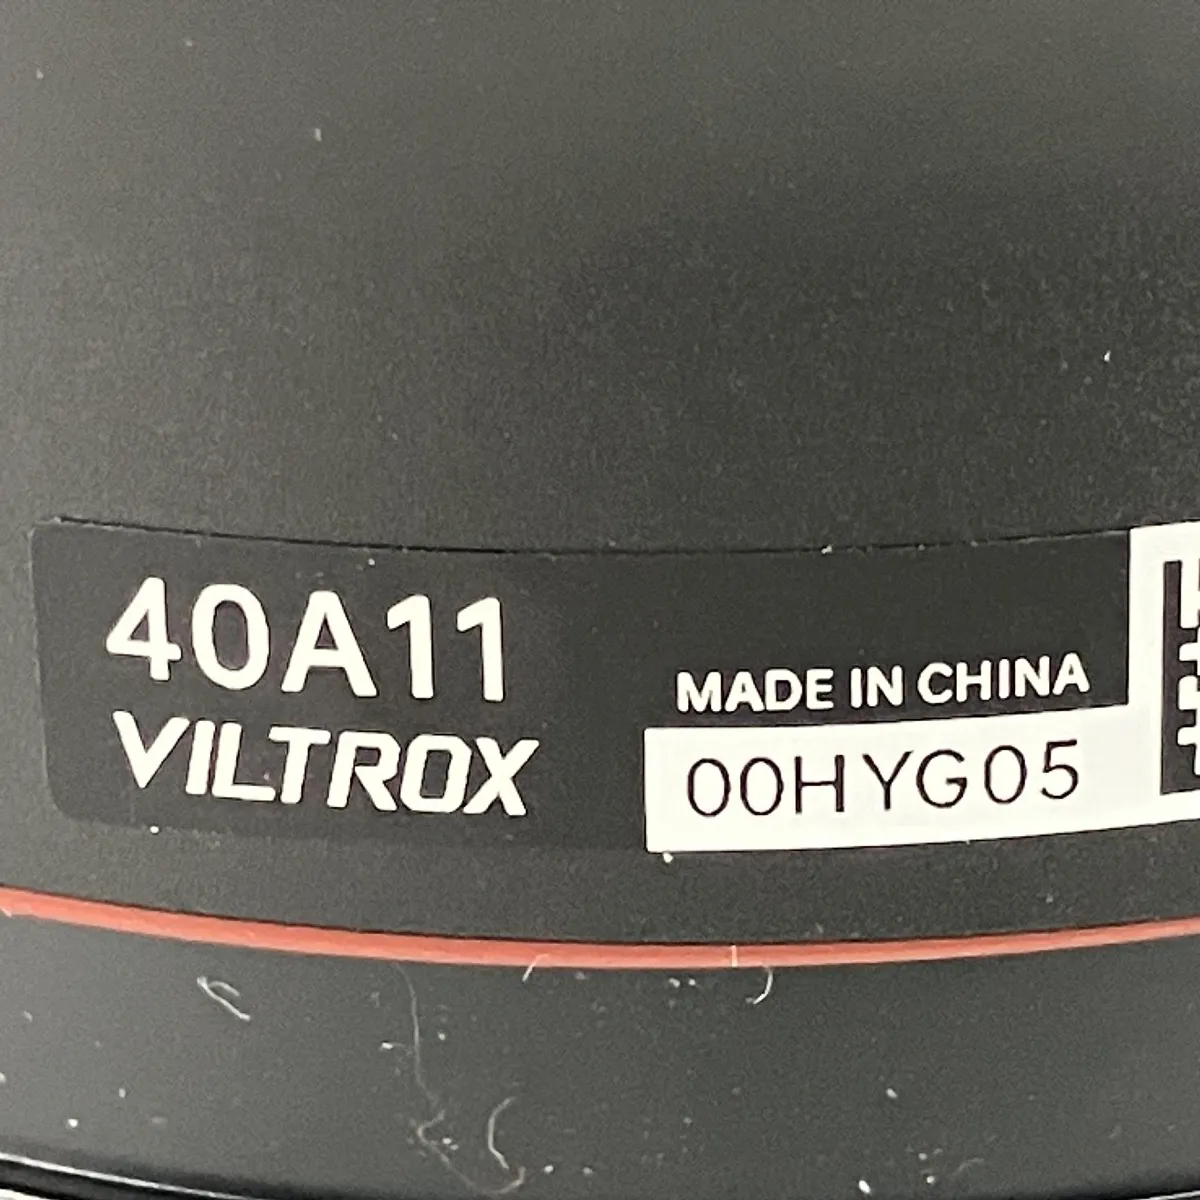 40A11
VILTROX
MADE IN CHINA
00HYG05